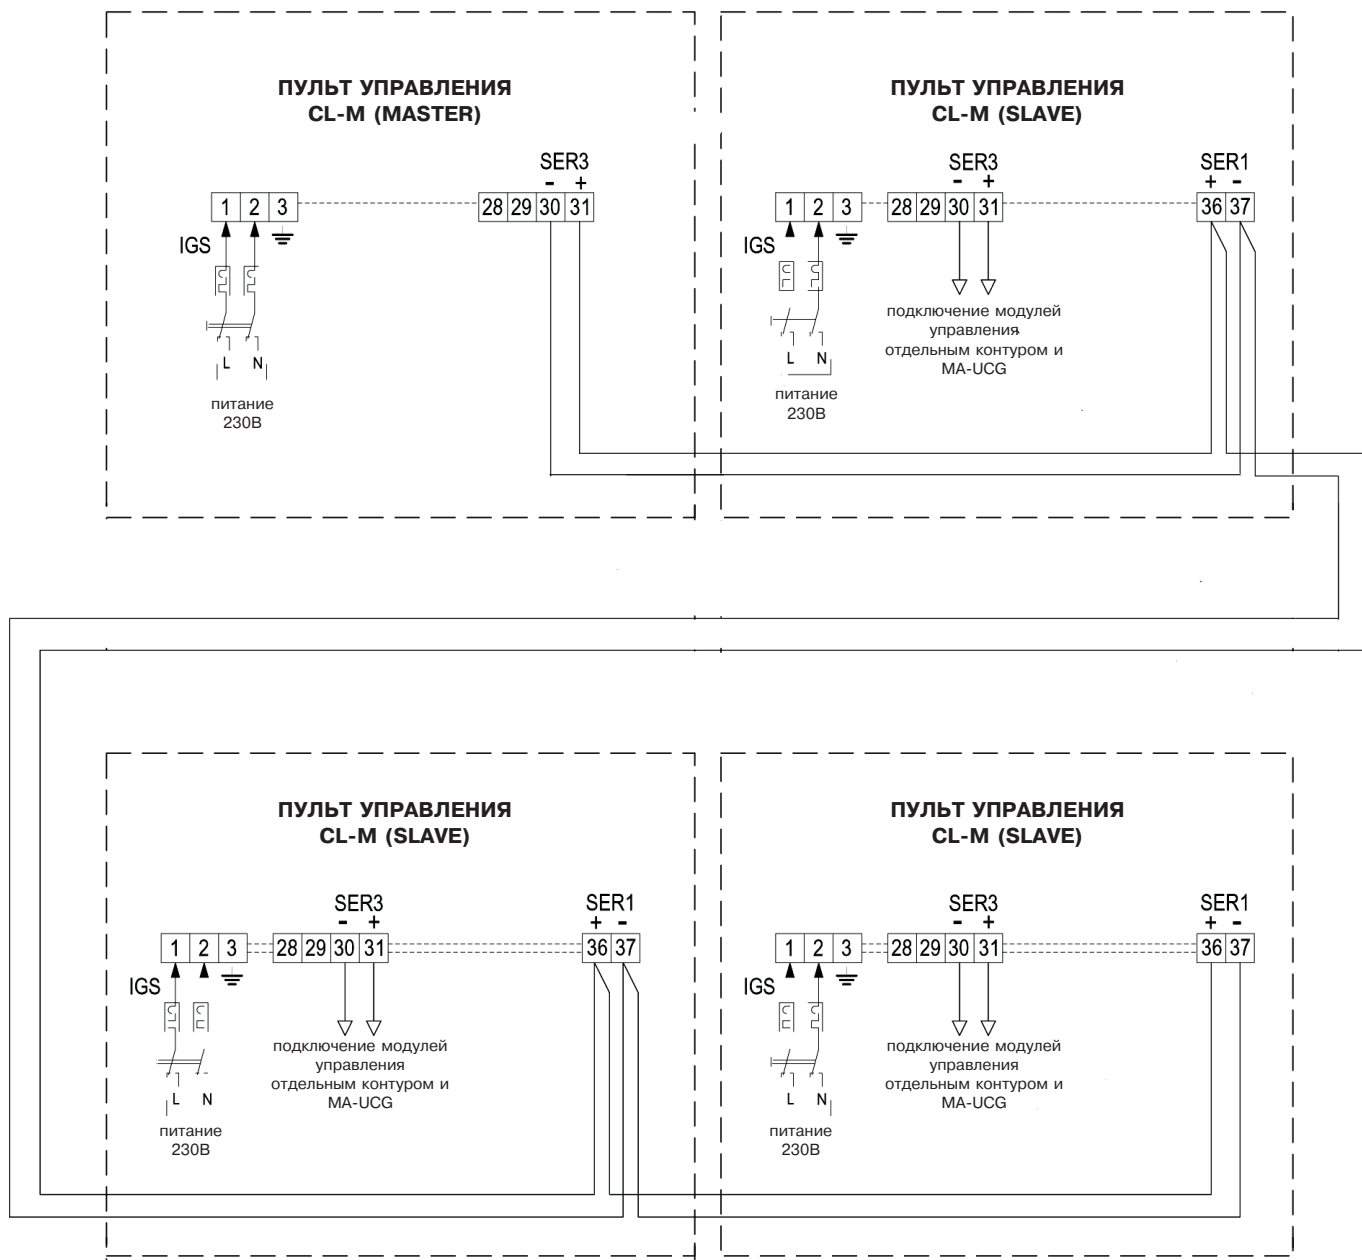 ПУЛЬТ УПРАВЛЕНИЯ
CL-M (MASTER)
SER3
- +
1 2 3 28 29 30 31
IGS
L N
питание
230В
ПУЛЬТ УПРАВЛЕНИЯ
CL-M (SLAVE)
SER3 SER1
- + + -
1 2 3 28 29 30 31 36 37
IGS
подключение модулей
управления
отдельным контуром и
MA-UCG
L N
питание
230В
ПУЛЬТ УПРАВЛЕНИЯ
CL-M (SLAVE)
SER3 SER1
- + + -
1 2 3 28 29 30 31 36 37
IGS
подключение модулей
управления
отдельным контуром и
MA-UCG
L N
питание
230В
ПУЛЬТ УПРАВЛЕНИЯ
CL-M (SLAVE)
SER3 SER1
- + + -
1 2 3 28 29 30 31 36 37
IGS
подключение модулей
управления
отдельным контуром и
MA-UCG
L N
питание
230В